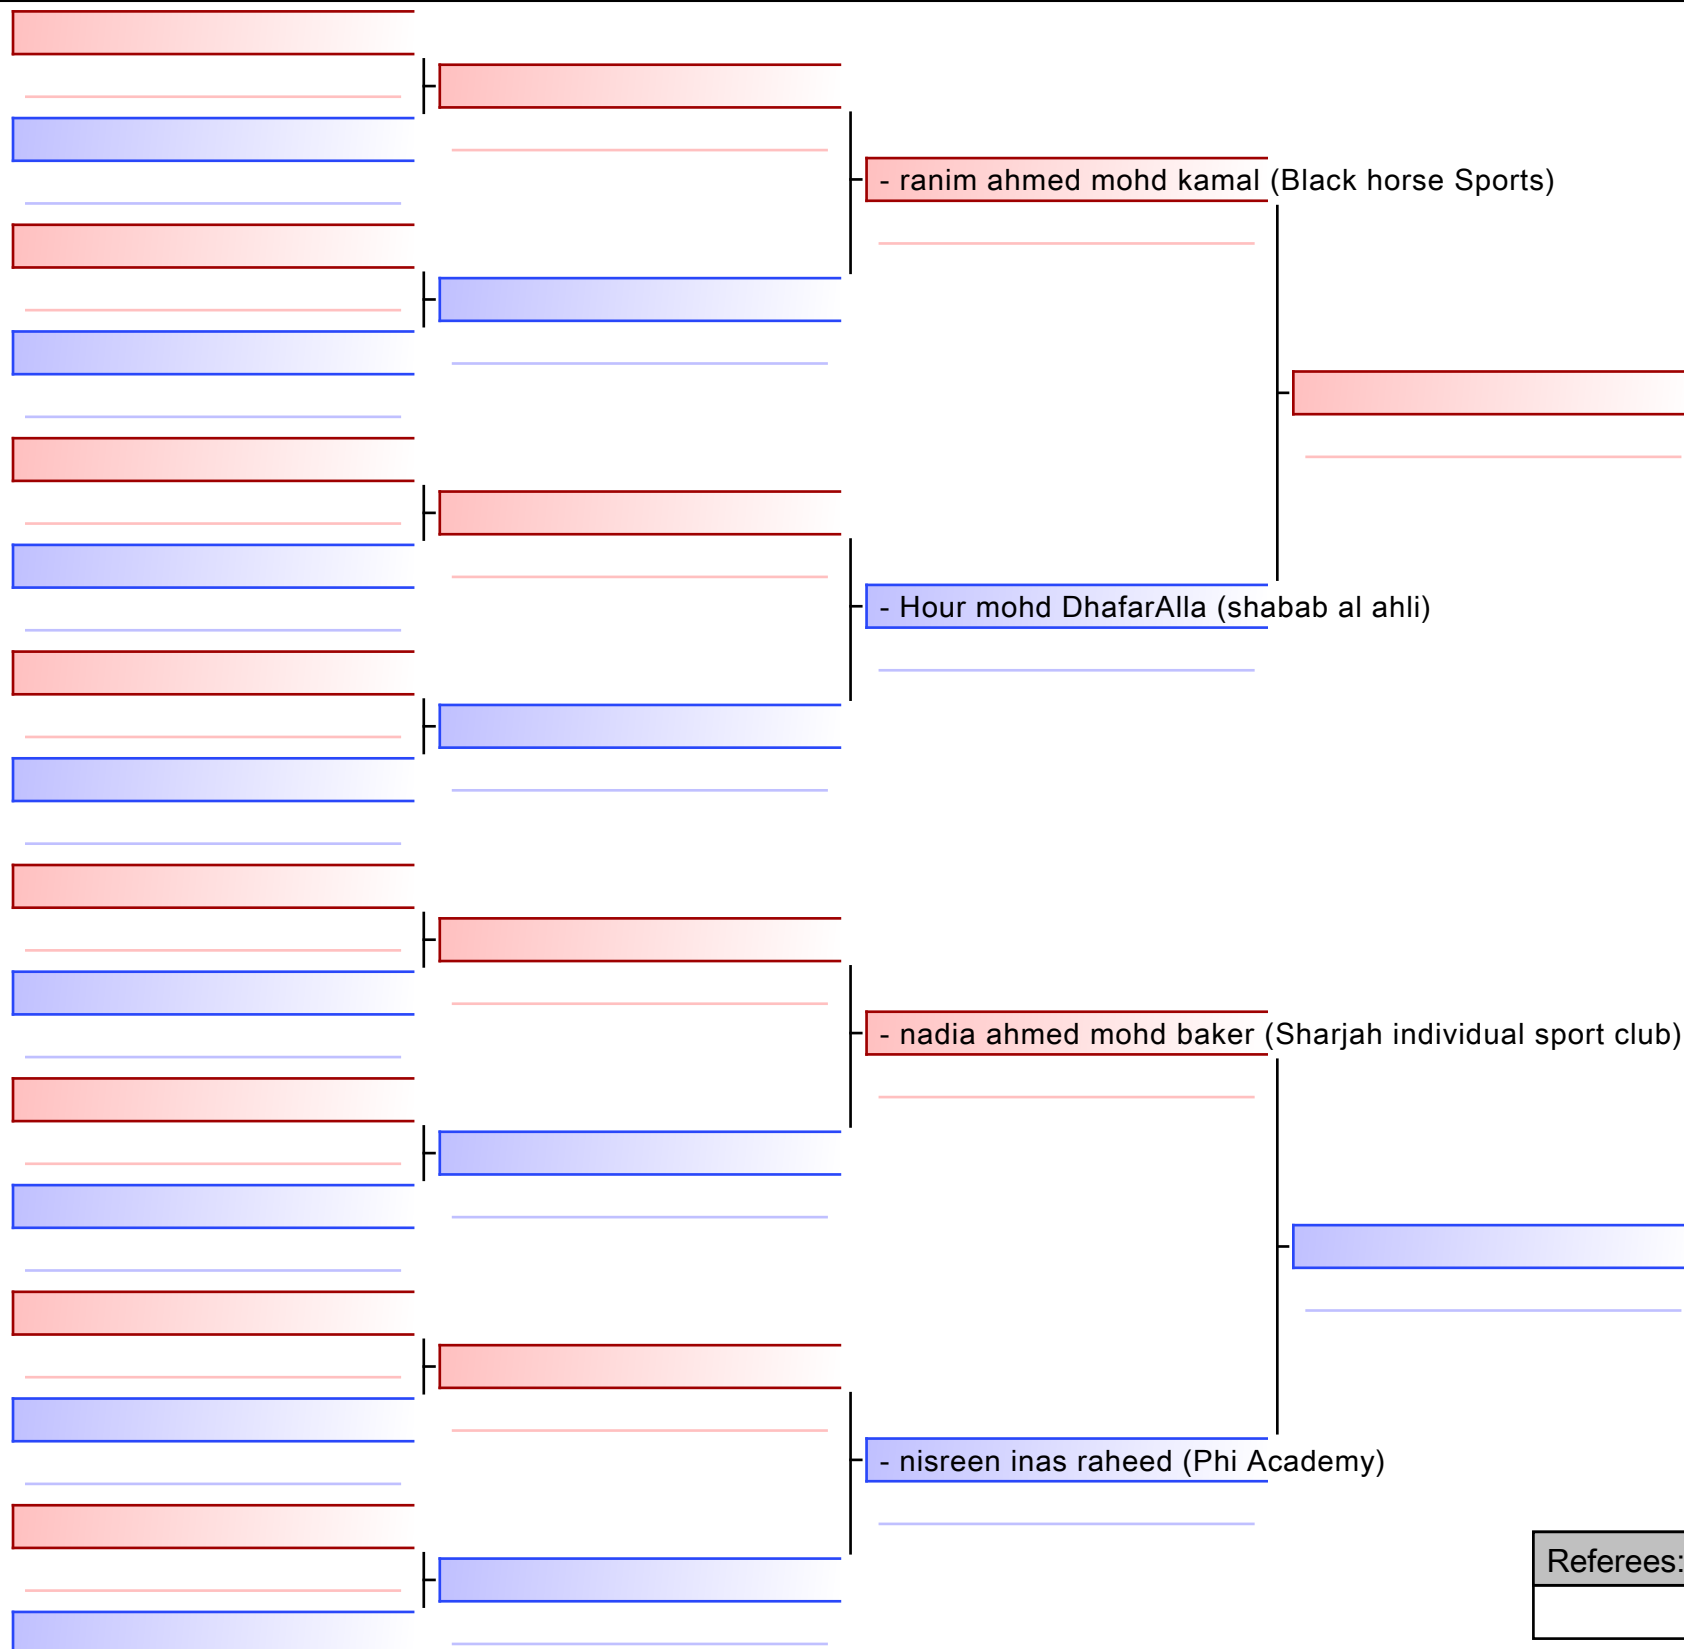 - ranim ahmed mohd kamal (Black horse Sports)
- Hour mohd DhafarAlla (shabab al ahli)
- nadia ahmed mohd baker (Sharjah individual sport club)
- nisreen inas raheed (Phi Academy)
Referees: